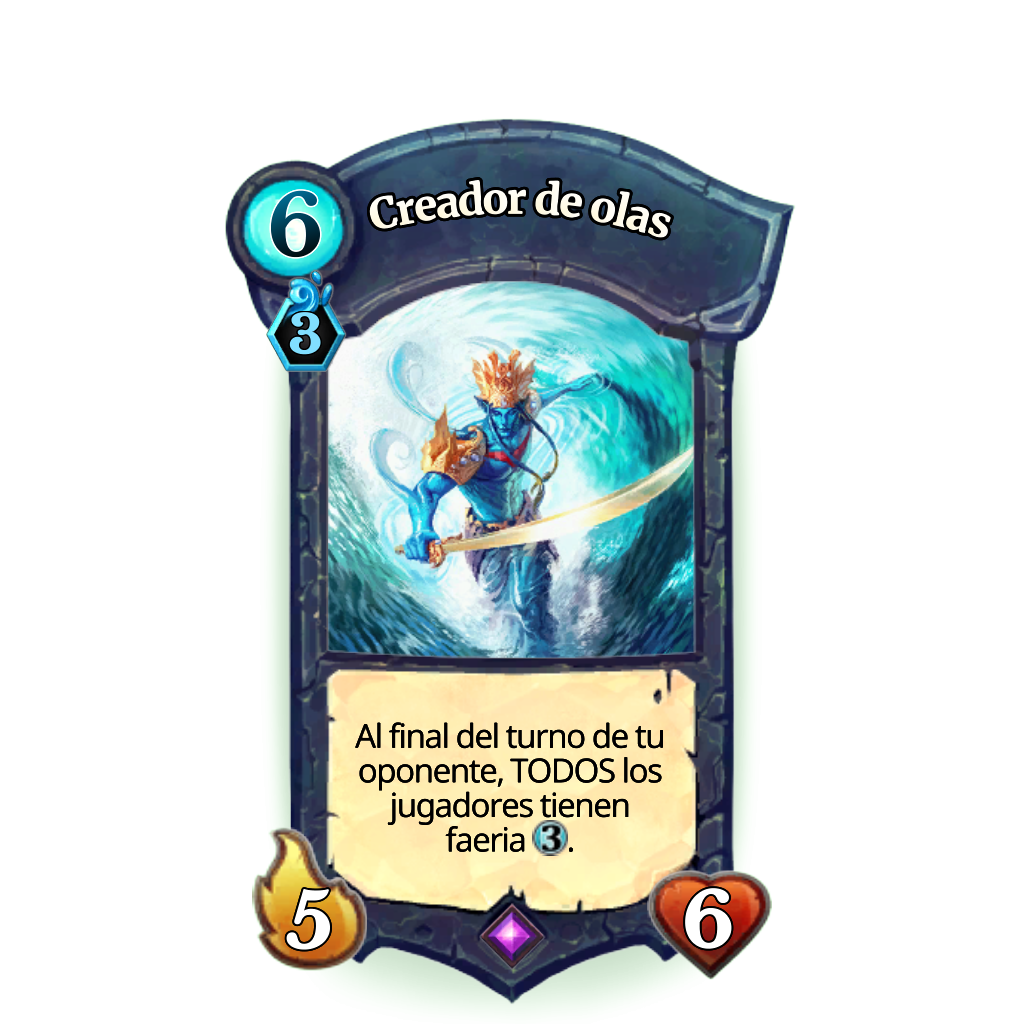 Creador de olas
6
3
Al final del turno de tu
oponente, TODOS los
jugadores tienen
faeria 3.
5
6